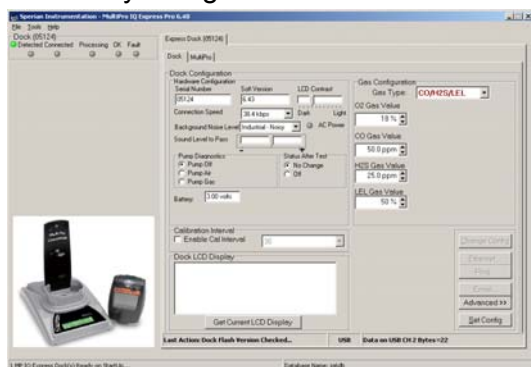 Sperian Instrumentation - MultiPro IQ Express Pro 6.40
File Tools Help
Dock (05124)
Detected Connected Processing OK Fault
Express Dock (05124)
Dock MultiPro
Dock Configuration
Hardware Configuration
Serial Number Soft Version LCD Contrast
05124 6.43
Connection Speed 38.4 kbps Dark Light
Background Noise Level Industrial - Noisy AC Power
Sound Level to Pass
Pump Diagnostics
Pump Off
Pump Air
Pump Gas
Status After Test
No Change
Off
Battery 3.00 volts
Gas Configuration
Gas Type: CO/H2S/LEL
O2 Gas Value
18 %
CO Gas Value
50.0 ppm
H2S Gas Value
25.0 ppm
LEL Gas Value
50 %
Calibration Interval
Enable Cal Interval 30
Dock LCD Display
Get Current LCD Display
Change Config
Ping
Email...
Advanced >>
Set Config
Last Action: Dock Flash Version Checked... USB Data on USB CH 2 Bytes=22
Database Name: